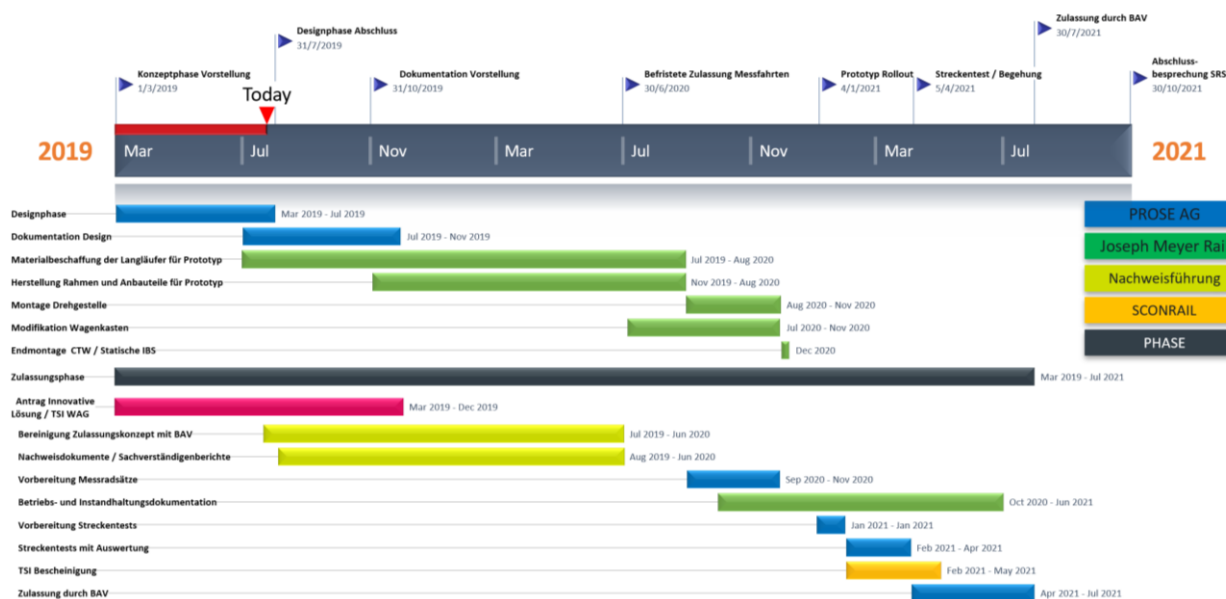 Zulassung durch BAV
30/7/2021
Designphase Abschluss
31/7/2019
Abschluss-
besprechung SRS
30/10/2021
Konzeptphase Vorstellung
1/3/2019
Dokumentation Vorstellung
31/10/2019
Befristete Zulassung Messfahrten
30/6/2020
Prototyp Rollout
4/1/2021
Streckentest / Begehung
5/4/2021
Today
2019 Mar Jul Nov Mar Jul Nov Mar Jul 2021
Designphase Mar 2019 - Jul 2019
Dokumentation Design Jul 2019 - Nov 2019
Materialbeschaffung der Langläufer für Prototyp Jul 2019 - Aug 2020
Herstellung Rahmen und Anbauteile für Prototyp Nov 2019 - Aug 2020
Montage Drehgestelle Aug 2020 - Nov 2020
Modifikation Wagenkasten Jul 2020 - Nov 2020
Endmontage CTW / Statische IBS Dec 2020
Zulassungsphase Mar 2019 - Jul 2021
Antrag Innovative
Lösung / TSI WAG Mar 2019 - Dec 2019
Bereinigung Zulassungskonzept mit BAV Jul 2019 - Jun 2020
Nachweisdokumente / Sachverständigenberichte Aug 2019 - Jun 2020
Vorbereitung Messradsätze Sep 2020 - Nov 2020
Betriebs- und Instandhaltungsdokumentation Oct 2020 - Jun 2021
Vorbereitung Streckentests Jan 2021 - Jan 2021
Streckentests mit Auswertung Feb 2021 - Apr 2021
TSI Bescheinigung Feb 2021 - May 2021
Zulassung durch BAV Apr 2021 - Jul 2021
PROSE AG
Joseph Meyer Rai
Nachweisführung
SCONRAIL
PHASE